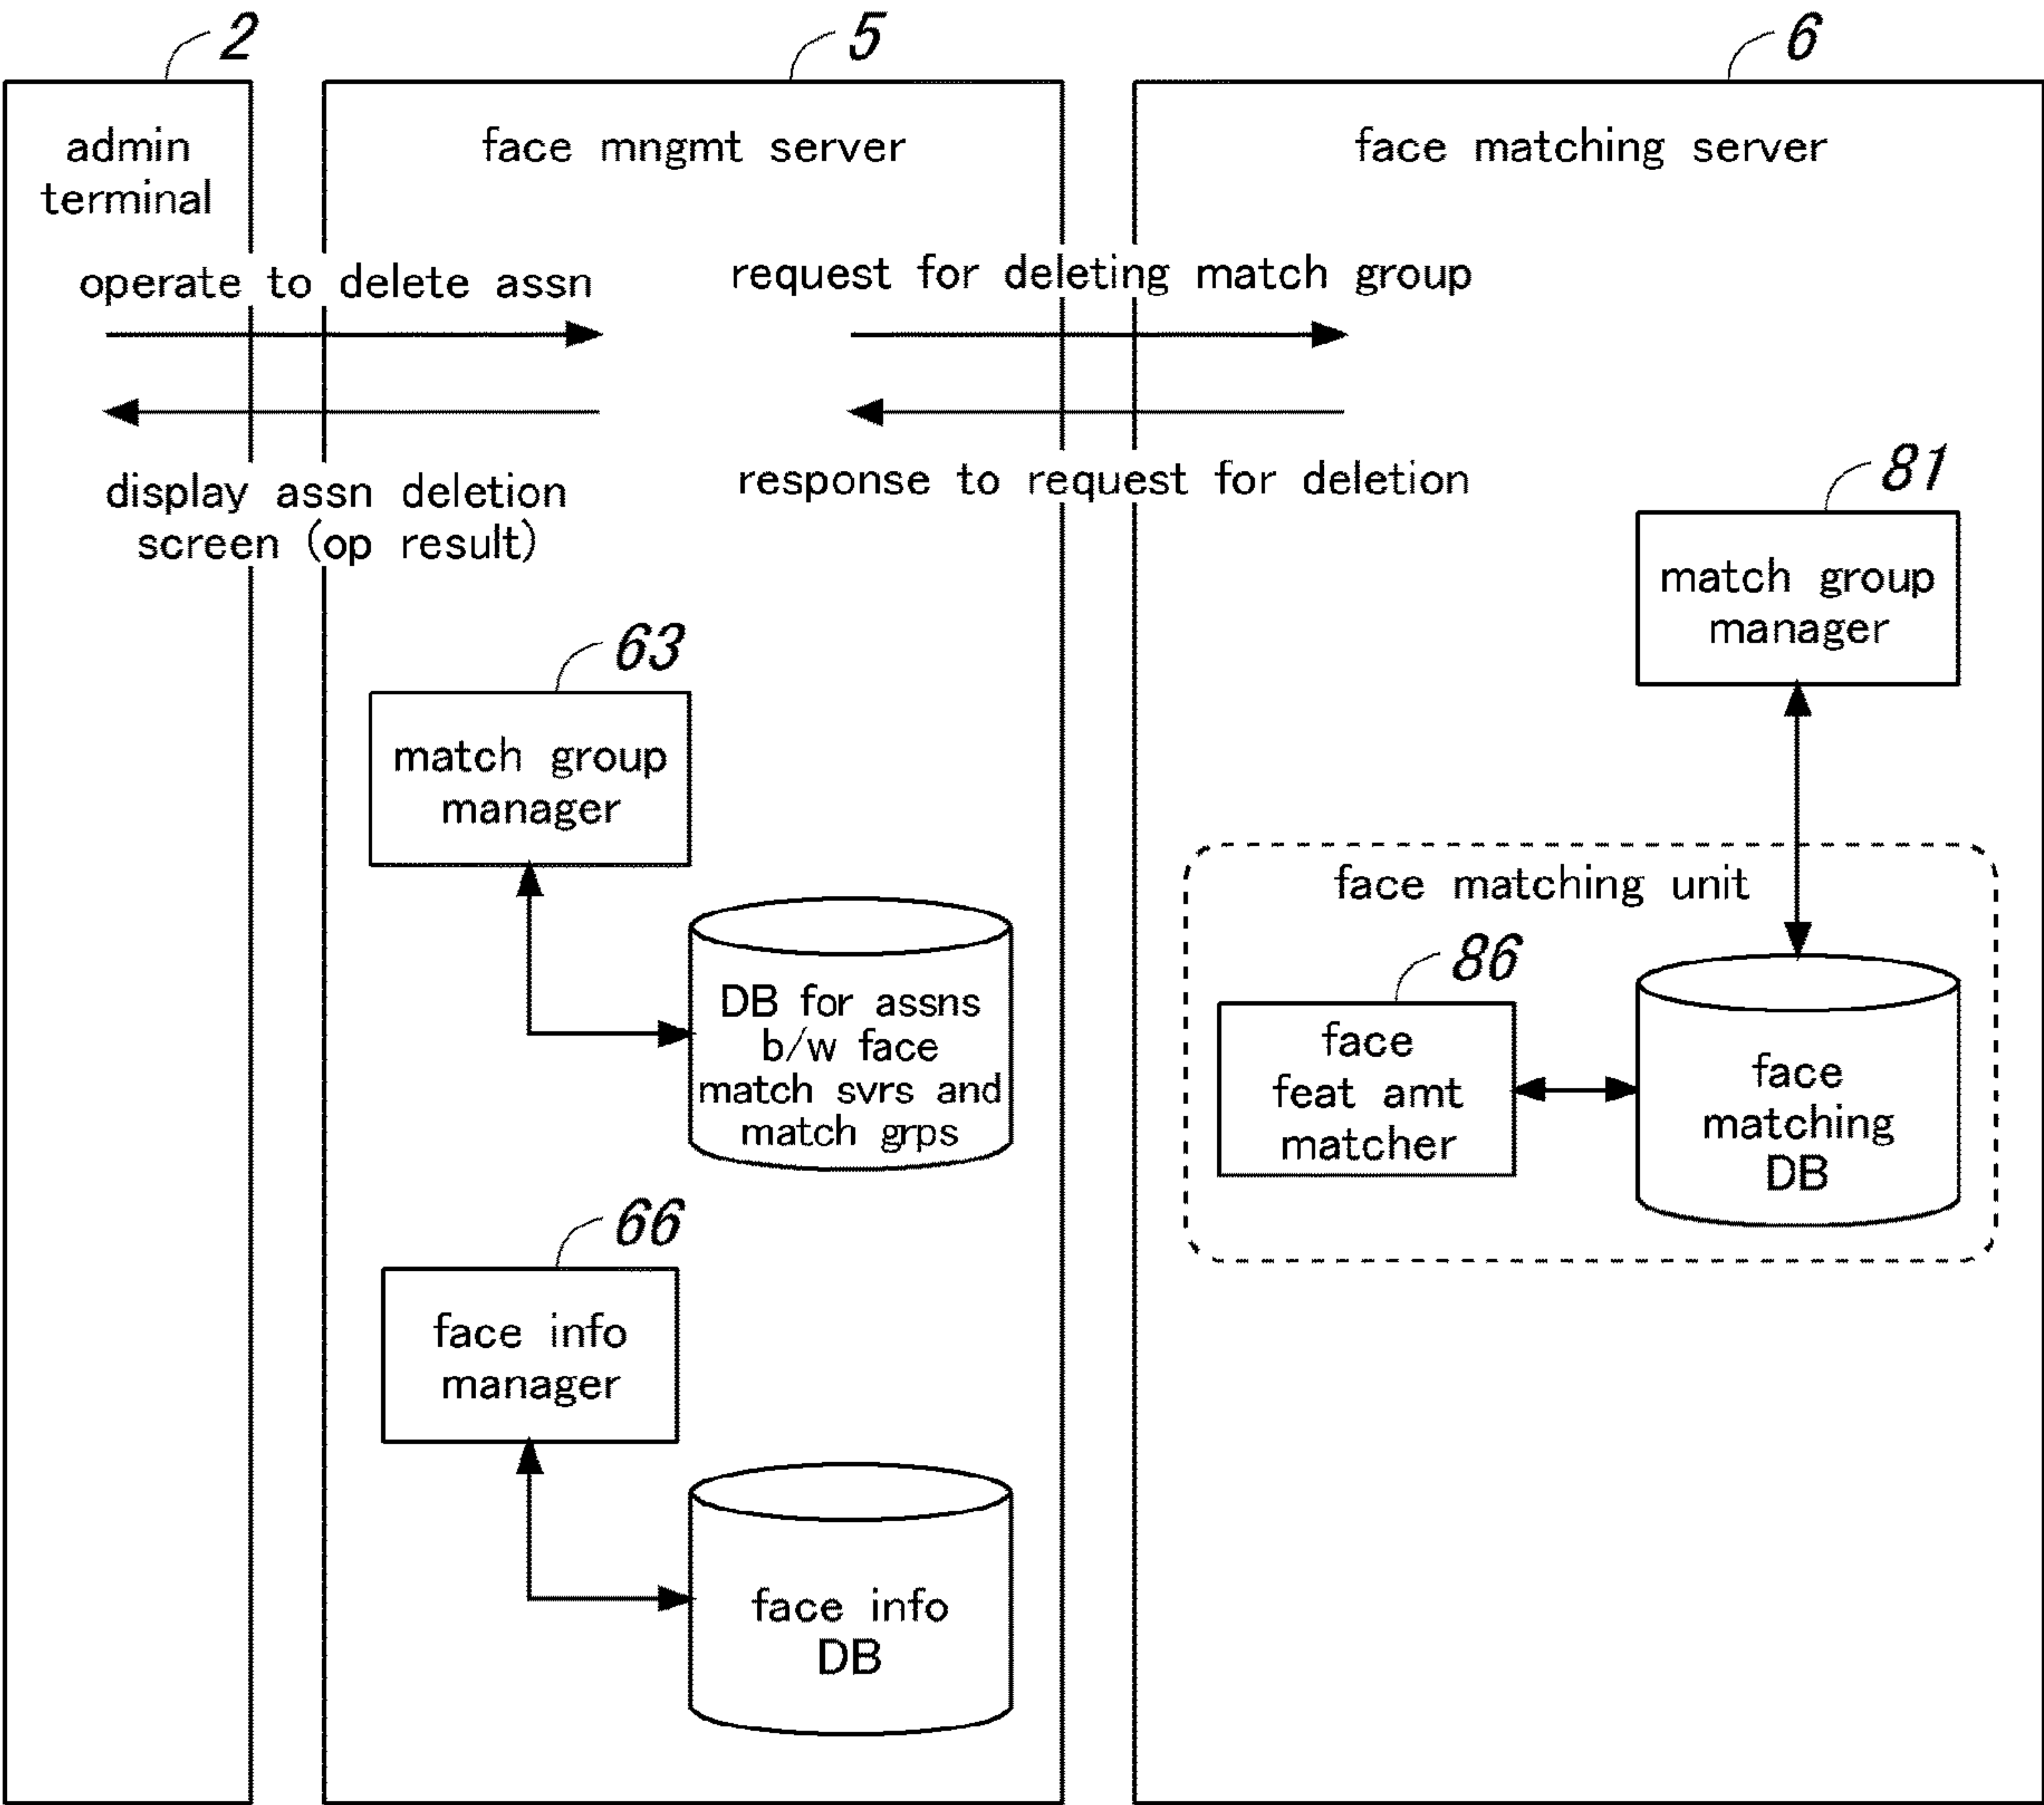 2
5
6
admin
terminal
face mngmt server
face matching server
operate to delete assn
request for deleting match group
display assn deletion
screen (op result)
response to request for deletion
81
match group
manager
63
match group
manager
DB for assns
b/w face
match svrs and
match grps
face matching unit
86
face
feat amt
matcher
face
matching
DB
66
face info
manager
face info
DB